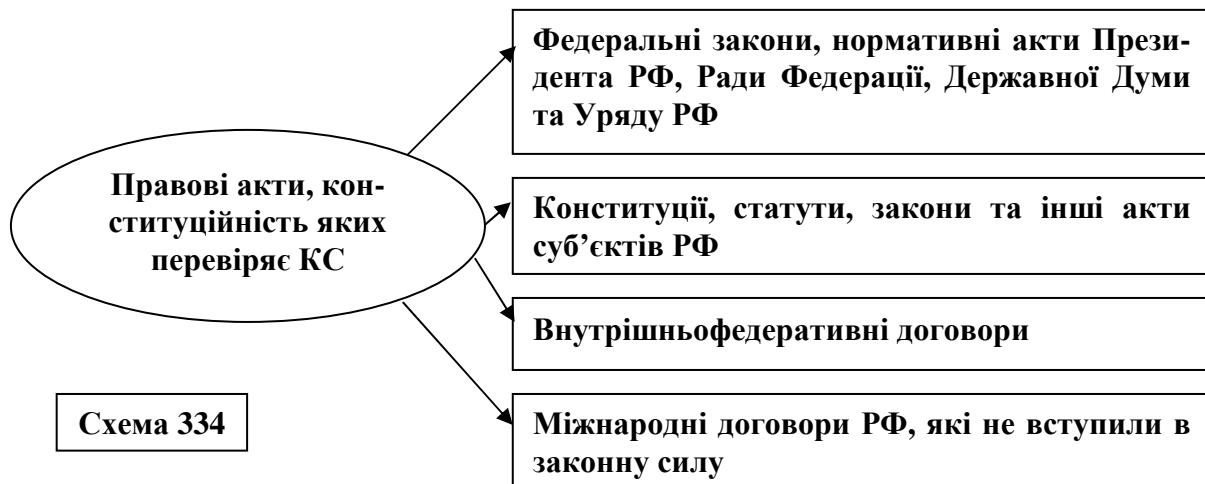 Федеральні закони, нормативні акти Прези-
дента РФ, Ради Федерації, Державної Думи
та Уряду РФ
Правові акти, кон-
ституційність яких
перевіряє КС
Конституції, статути, закони та інші акти
суб’єктів РФ
Внутрішньофедеративні договори
Міжнародні договори РФ, які не вступили в
законну силу
Схема 334